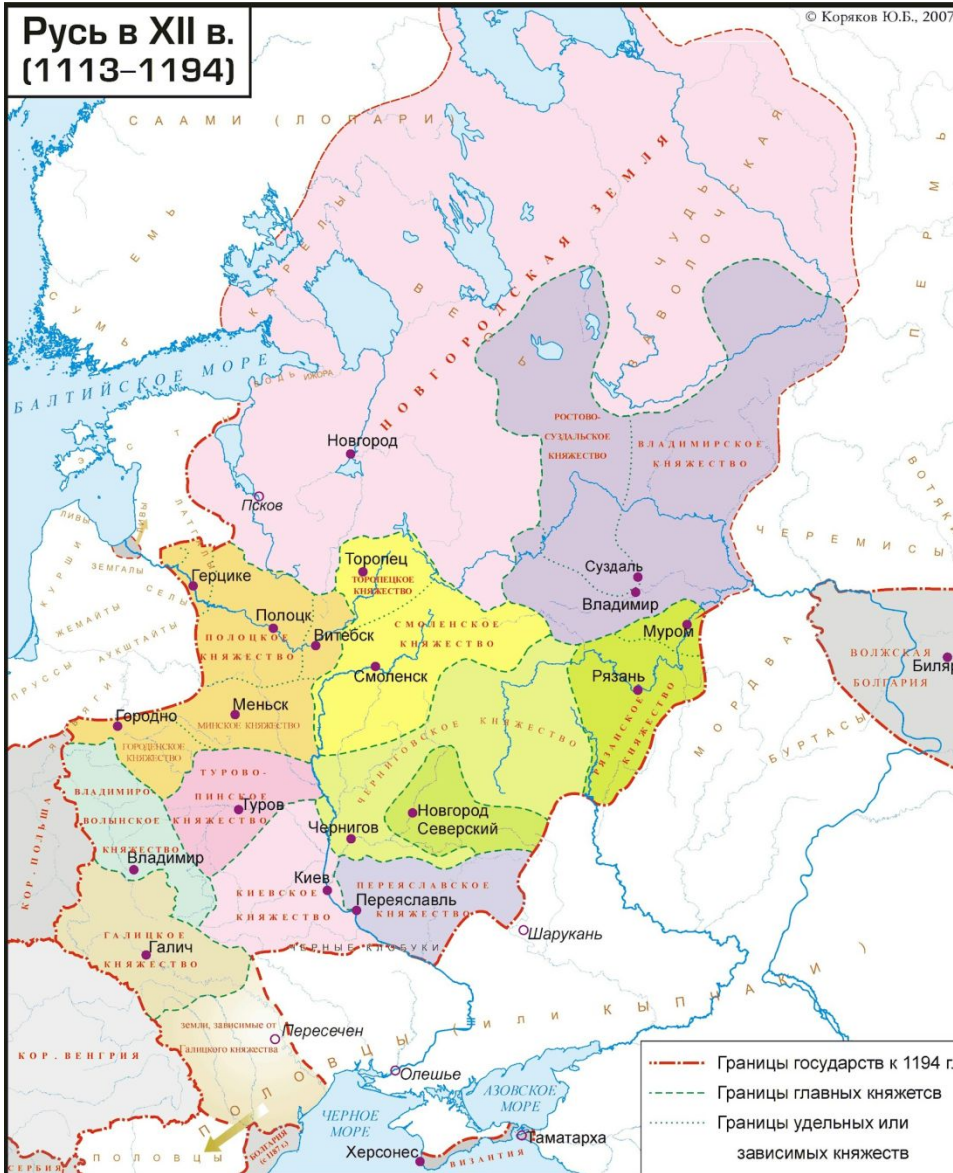 Русь в XII в.
(1113–1194)
© Коряков Ю.Б., 2007
СААМИ (ЛОПАРИ)
СУМЬ
ЕМЬ
КАРЕЛЫ
ВЕСЬ
НОВГОРОДСКАЯ ЗЕМЛЯ
ЗАВОЛОЧСКАЯ
ЧУДЬ
ПЕРМЬ
БАЛТИЙСКОЕ МОРЕ
ВОДЬ
ИЖОРА
Новгород
Псков
РОСТОВО-
СУЗДАЛЬСКОЕ
КНЯЖЕСТВО
ВЛАДИМИРСКОЕ
КНЯЖЕСТВО
ВОТЯКИ
ЧЕРЕМИСЫ
ЛИВЫ
ЛИВЫ
ЛАТГАЛЫ
КУРШИ
ЗЕМГАЛЫ
СЕЛЫ
ЖЕМАЙТЫ
АУКШТАЙТЫ
ПРУССЫ
ЯТВЯГИ
Герцике
Торопец
ТОРОПЕЦКОЕ
КНЯЖЕСТВО
Суздаль
Владимир
Полоцк
ПОЛОЦКОЕ
КНЯЖЕСТВО
Витебск
СМОЛЕНСКОЕ
КНЯЖЕСТВО
Смоленск
Муром
Рязань
РЯЗАНСКОЕ
КНЯЖЕСТВО
МОРДВА
БУРТАСЫ
ВОЛЖСКАЯ
БОЛГАРИЯ
Биляр
Городно
ГОРОДЕНСКОЕ
КНЯЖЕСТВО
Меньск
МИНСКОЕ КНЯЖЕСТВО
ЧЕРНИГОВСКОЕ КНЯЖЕСТВО
ТУРОВО-
ПИНСКОЕ
КНЯЖЕСТВО
Туров
Новгород
Северский
Чернигов
ВЛАДИМИРО-
ВОЛЫНСКОЕ
КНЯЖЕСТВО
Владимир
КОР. ПОЛЬША
Киев
КИЕВСКОЕ
КНЯЖЕСТВО
ПЕРЕЯСЛАВСКОЕ
КНЯЖЕСТВО
Переяславль
ЧЕРНЫЕ КЛОБУКИ
Шарукань
ГАЛИЦКОЕ
КНЯЖЕСТВО
Галич
земли, зависимые от
Галицкого княжества
Пересечен
ПОЛОВЦЫ (ИЛИ КЫПЧАКИ)
КОР. ВЕНГРИЯ
Олешье
АЗОВСКОЕ
МОРЕ
ЧЕРНОЕ
МОРЕ
Таматарха
Херсонес
ВИЗАНТИЯ
БОЛГАРИЯ
(с 1187 г.)
ПОЛОВЦЫ
СЕРБИЯ
Границы государств к 1194 г.
Границы главных княжетсв
Границы удельных или
зависимых княжеств